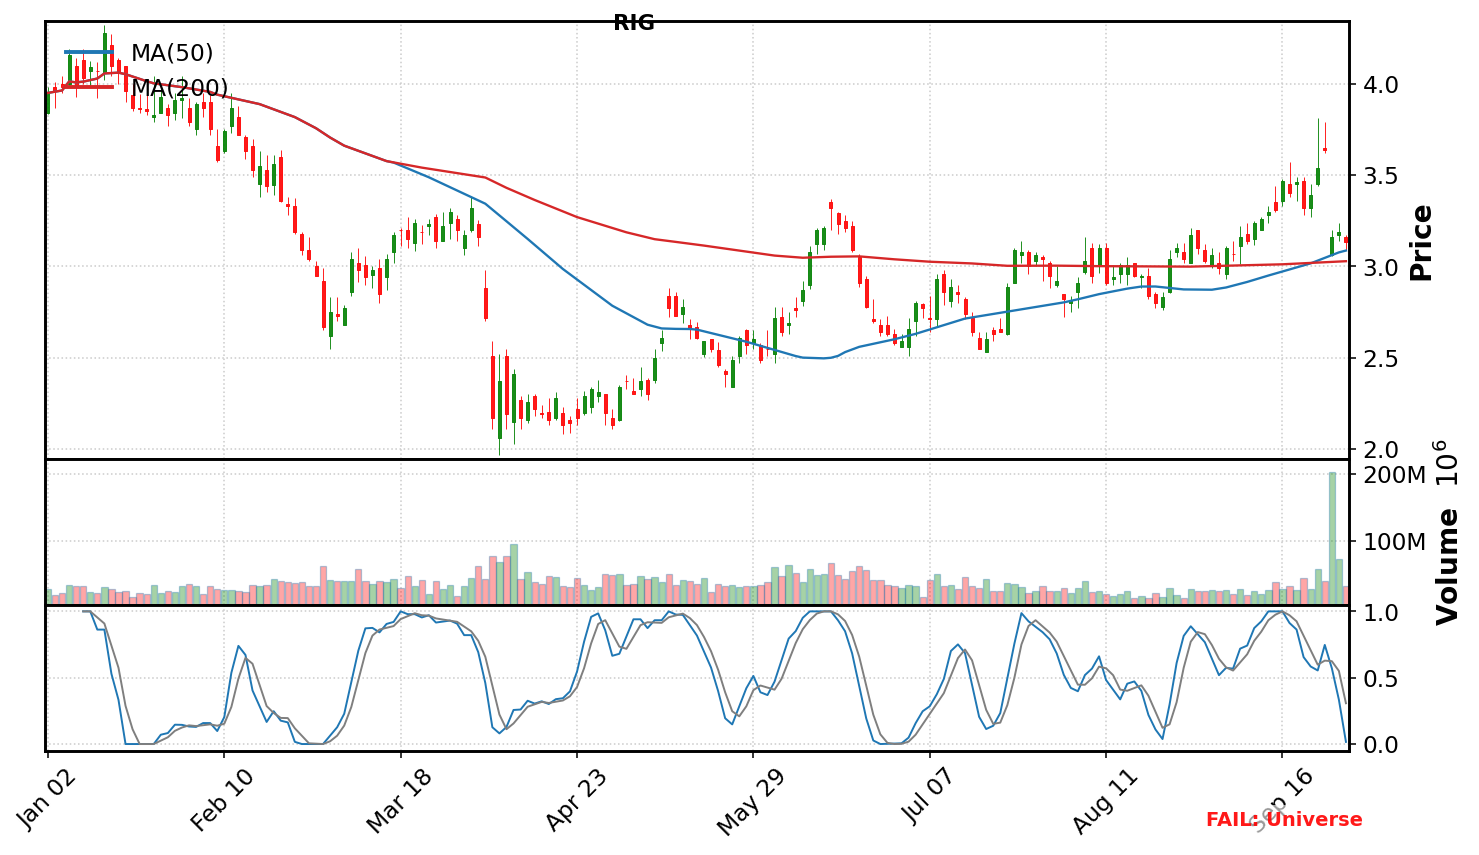 RIG
MA(50)
MA(200)
4.0
3.5
3.0
2.5
2.0
Price
200M
100M
Volume 10^6
1.0
0.5
0.0
Jan 02
Feb 10
Mar 18
Apr 23
May 29
Jul 07
Aug 11
Sep 16
FAIL: Universe